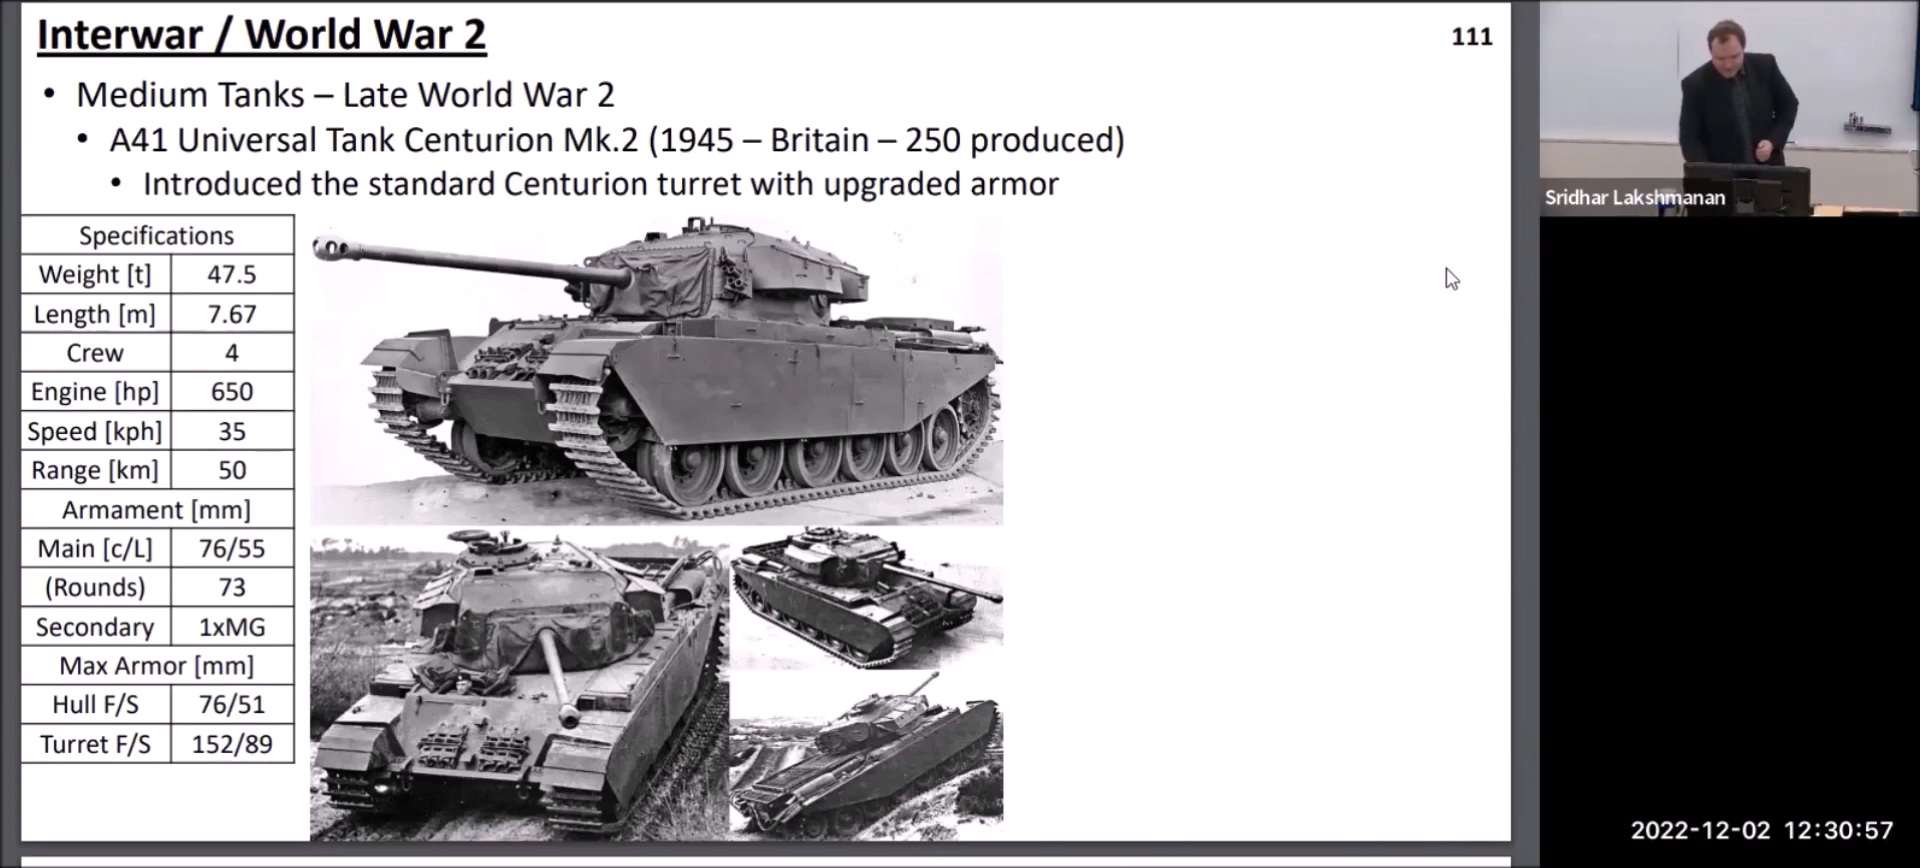 Interwar / World War 2
111
• Medium Tanks – Late World War 2
• A41 Universal Tank Centurion Mk.2 (1945 – Britain – 250 produced)
• Introduced the standard Centurion turret with upgraded armor
Specifications
Weight [t] 47.5
Length [m] 7.67
Crew 4
Engine [hp] 650
Speed [kph] 35
Range [km] 50
Armament [mm]
Main [c/L] 76/55
(Rounds) 73
Secondary 1xMG
Max Armor [mm]
Hull F/S 76/51
Turret F/S 152/89
Sridhar Lakshmanan
2022-12-02 12:30:57